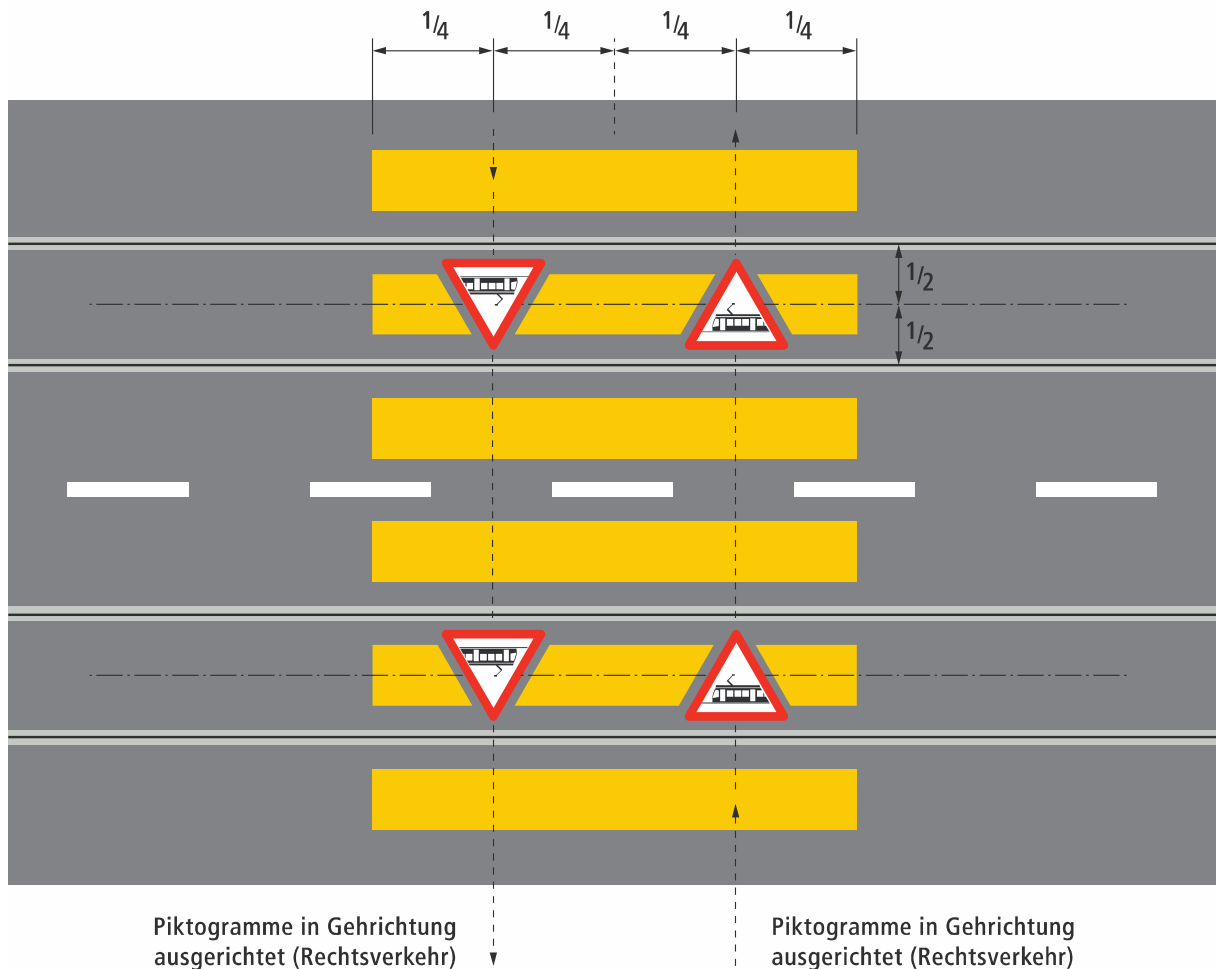 1/4 1/4 1/4 1/4
1/2
1/2
Piktogramme in Gehrichtung
ausgerichtet (Rechtsverkehr)
Piktogramme in Gehrichtung
ausgerichtet (Rechtsverkehr)